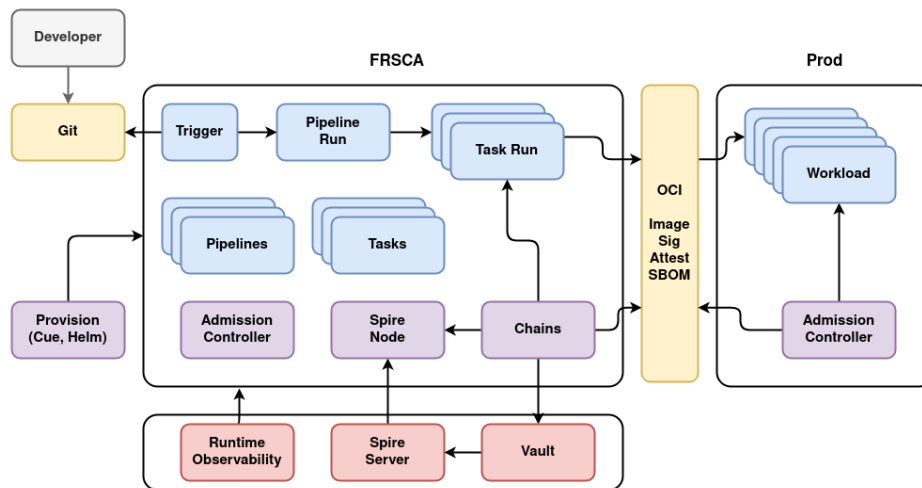 Developer
FRSCA
Prod
Git
Trigger
Pipeline
Run
Task Run
Workload
OCI
Image
Sig
Attest
SBOM
Pipelines
Tasks
Provision
(Cue, Helm)
Admission
Controller
Spire
Node
Chains
Admission
Controller
Runtime
Observability
Spire
Server
Vault